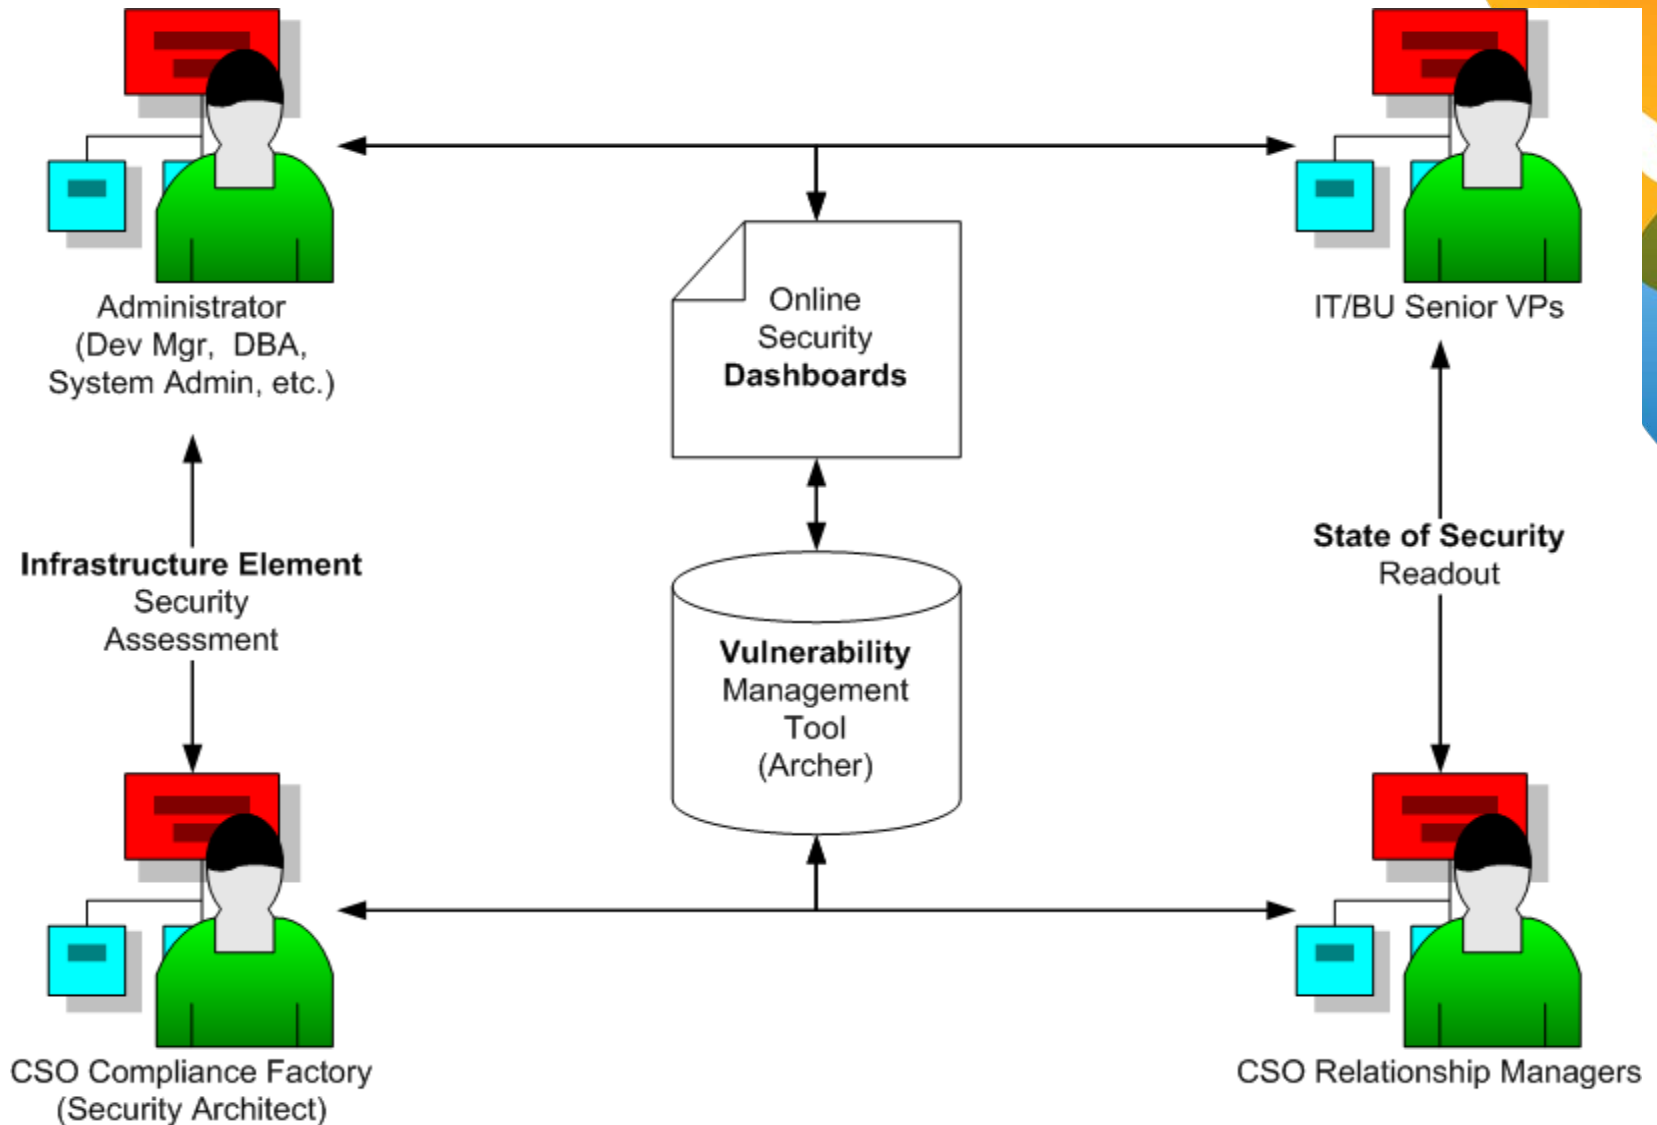 Administrator
(Dev Mgr, DBA,
System Admin, etc.)
IT/BU Senior VPs
Online
Security
Dashboards
Infrastructure Element
Security
Assessment
State of Security
Readout
Vulnerability
Management
Tool
(Archer)
CSO Compliance Factory
(Security Architect)
CSO Relationship Managers